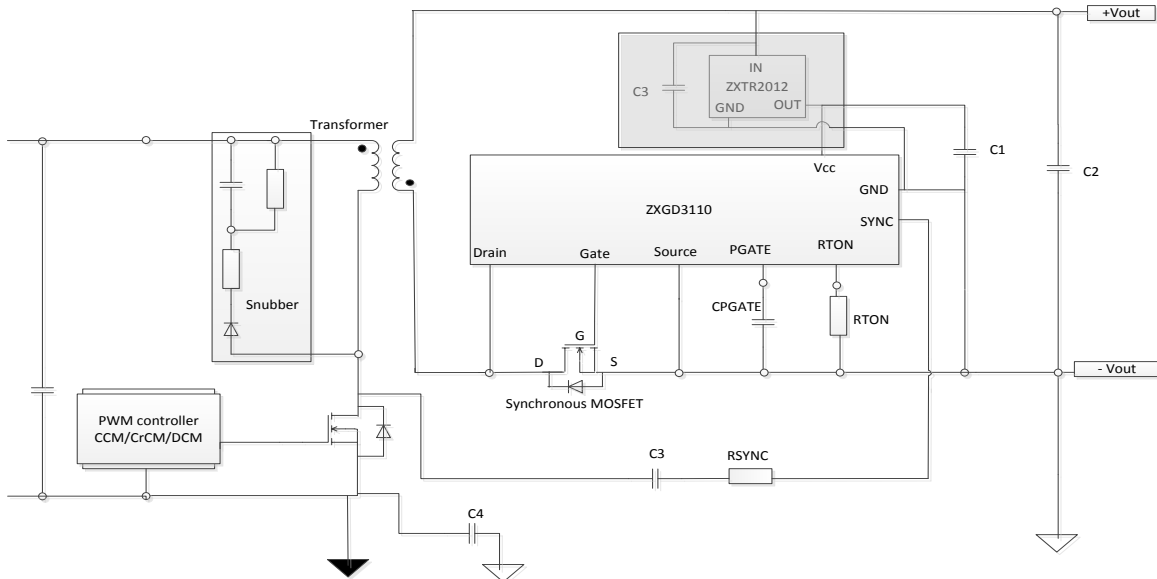 +Vout
IN
ZXTR2012
C3
GND
OUT
Transformer
C1
C2
Vcc
GND
ZXGD3110
SYNC
Drain
Gate
Source
PGATE
RTON
Snubber
CPGATE
RTON
G
D
S
- Vout
Synchronous MOSFET
PWM controller
CCM/CrCM/DCM
C3
RSYNC
C4